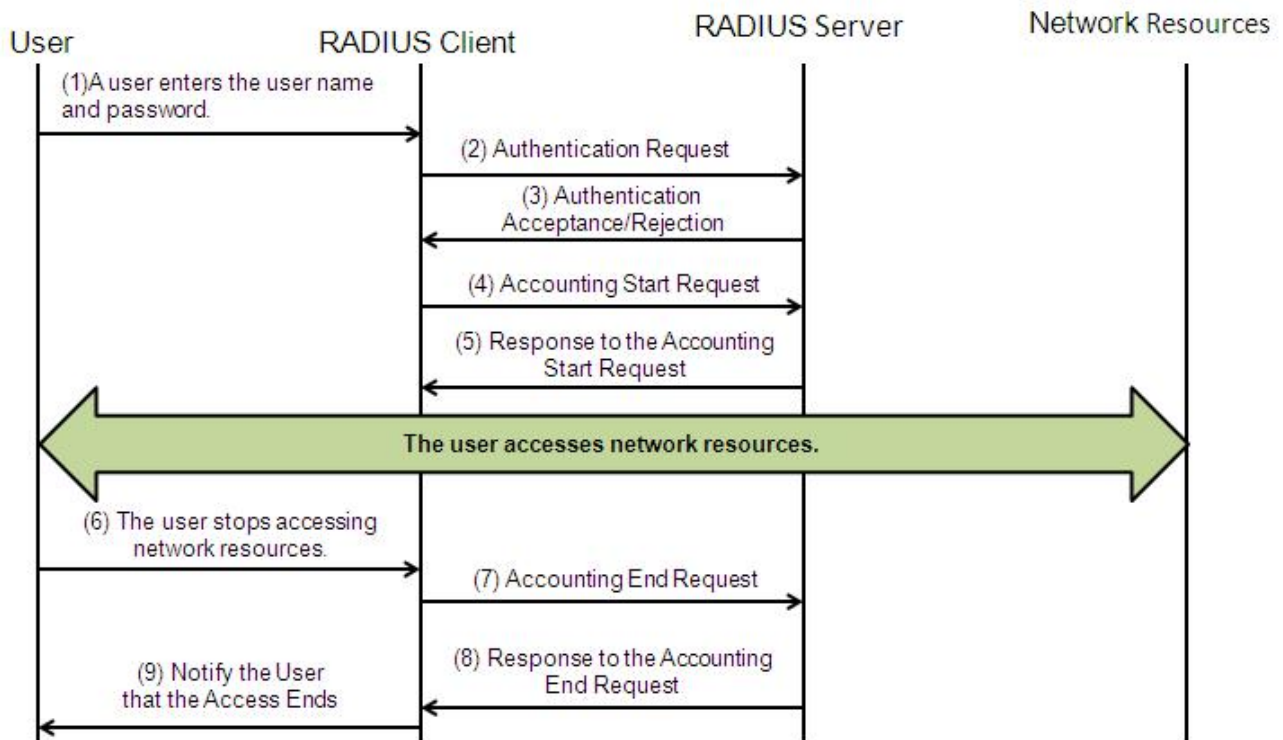 User
RADIUS Client
RADIUS Server
Network Resources
(1)A user enters the user name
and password.
(2) Authentication Request
(3) Authentication
Acceptance/Rejection
(4) Accounting Start Request
(5) Response to the Accounting
Start Request
The user accesses network resources.
(6) The user stops accessing
network resources.
(7) Accounting End Request
(8) Response to the Accounting
End Request
(9) Notify the User
that the Access Ends